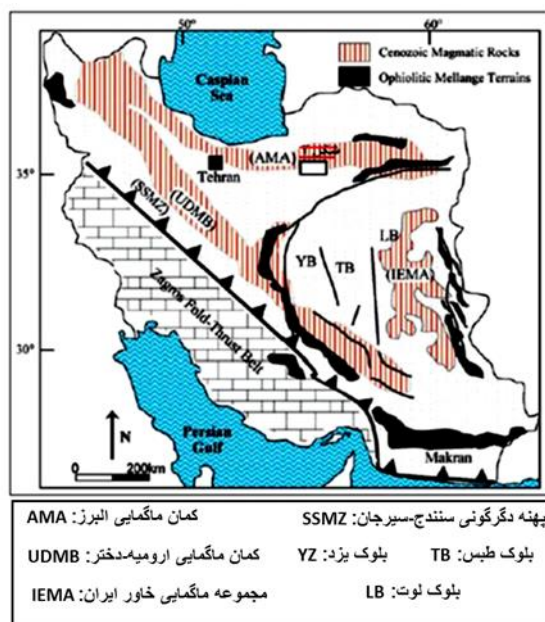 50°
60°
Cenozoic Magmatic Rocks
Ophiolitic Mellange Terrains
Caspian
Sea
35°
(AMA)
Tehran
(SSMZ)
(UDMB)
LB
YB
TB
(IEMA)
Zagros Fold-Thrust Belt
30°
N
Persian
Gulf
Makran
0
200km
پهنه دگرگونی سنندج-سیرجان: SSMZ
کمان ماگمایی البرز: AMA
بلوک طبس: TB
بلوک یزد: YZ
کمان ماگمایی ارومیه-دختر: UDMB
بلوک لوت: LB
مجموعه ماگمایی خاور ایران: IEMA